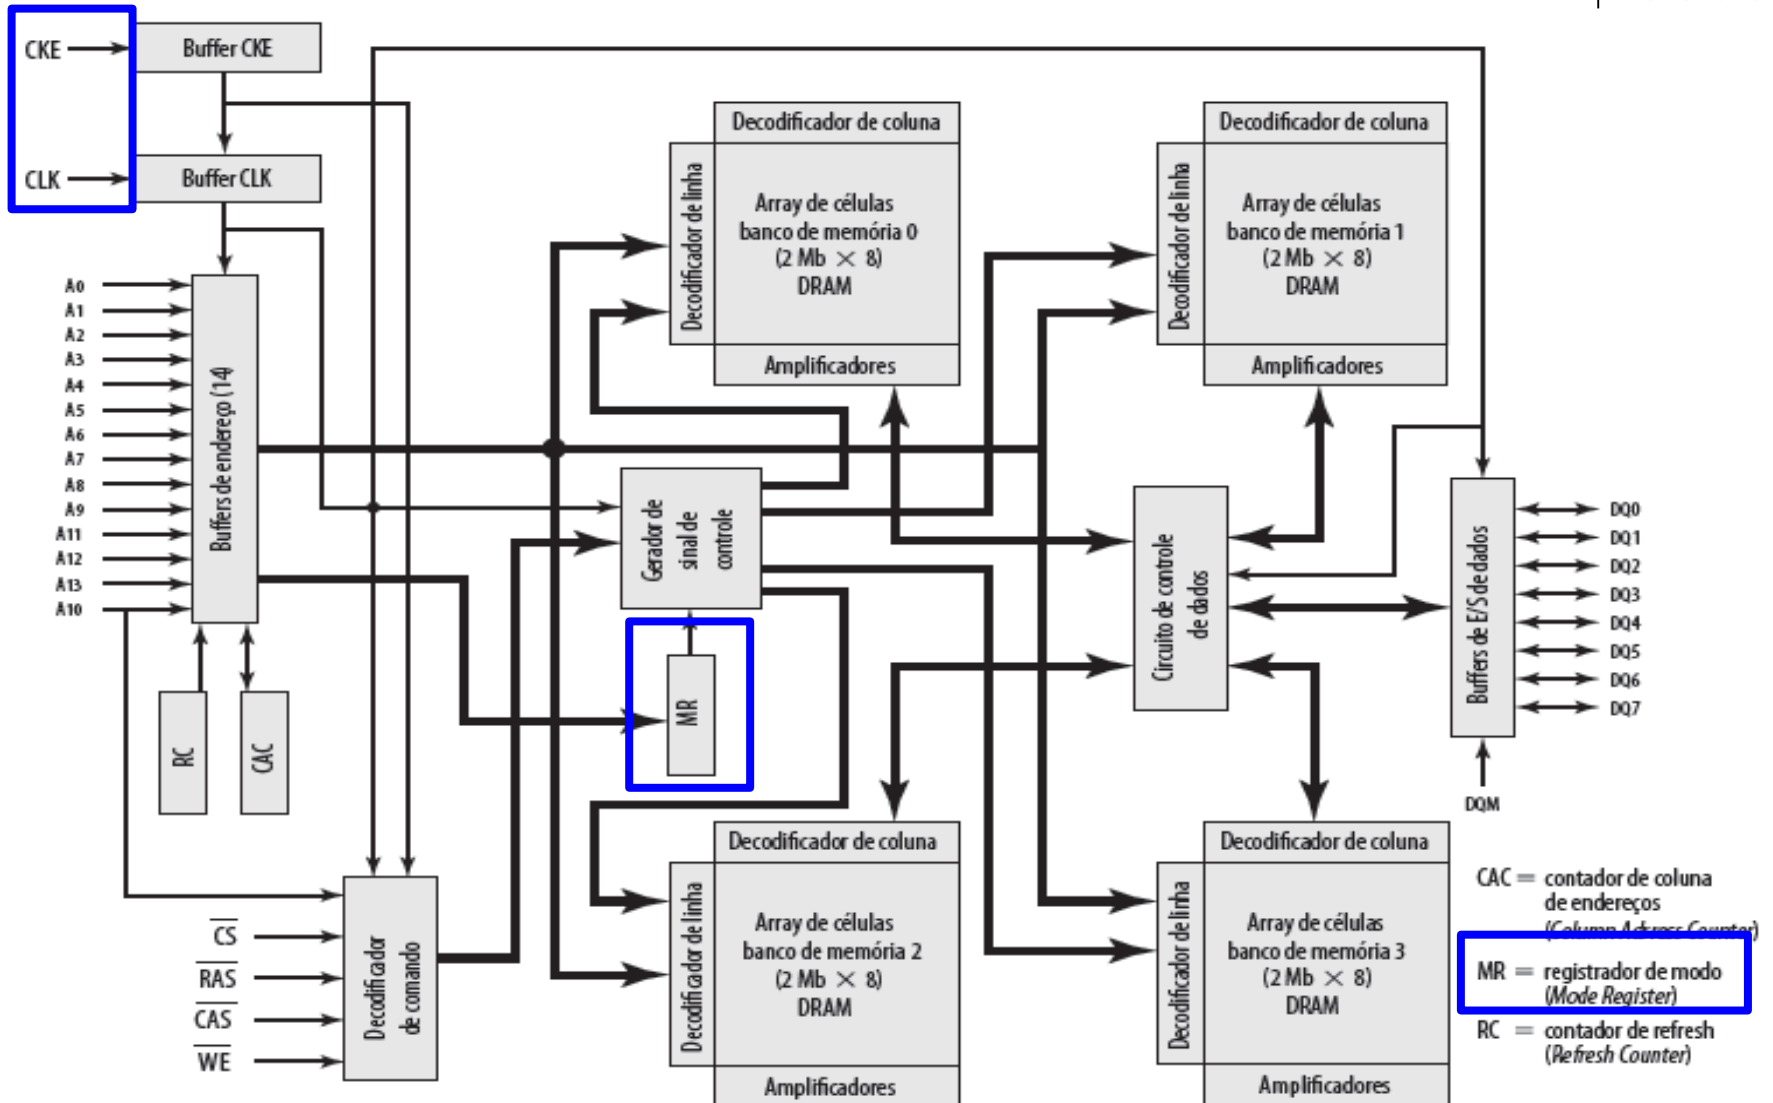 CKE
Buffer CKE
CLK
Buffer CLK
A0
A1
A2
A3
A4
A5
A6
A7
A8
A9
A11
A12
A13
A10
Buffers de endereço (14)
RC
CAC
Decodificador de coluna
Decodificador de linha
Array de células
banco de memória 0
(2 Mb × 8)
DRAM
Amplificadores
Decodificador de coluna
Decodificador de linha
Array de células
banco de memória 1
(2 Mb × 8)
DRAM
Amplificadores
Gerador de
sinal de
controle
MR
Circuito de controle
de dados
Buffers de E/S de dados
DQ0
DQ1
DQ2
DQ3
DQ4
DQ5
DQ6
DQ7
DQM
CS
RAS
CAS
WE
Decodificador
de comando
Decodificador de coluna
Decodificador de linha
Array de células
banco de memória 2
(2 Mb × 8)
DRAM
Amplificadores
Decodificador de coluna
Decodificador de linha
Array de células
banco de memória 3
(2 Mb × 8)
DRAM
Amplificadores
CAC = contador de coluna
de endereços
(Column Adress Counter)
MR = registrador de modo
(Mode Register)
RC = contador de refresh
(Refresh Counter)